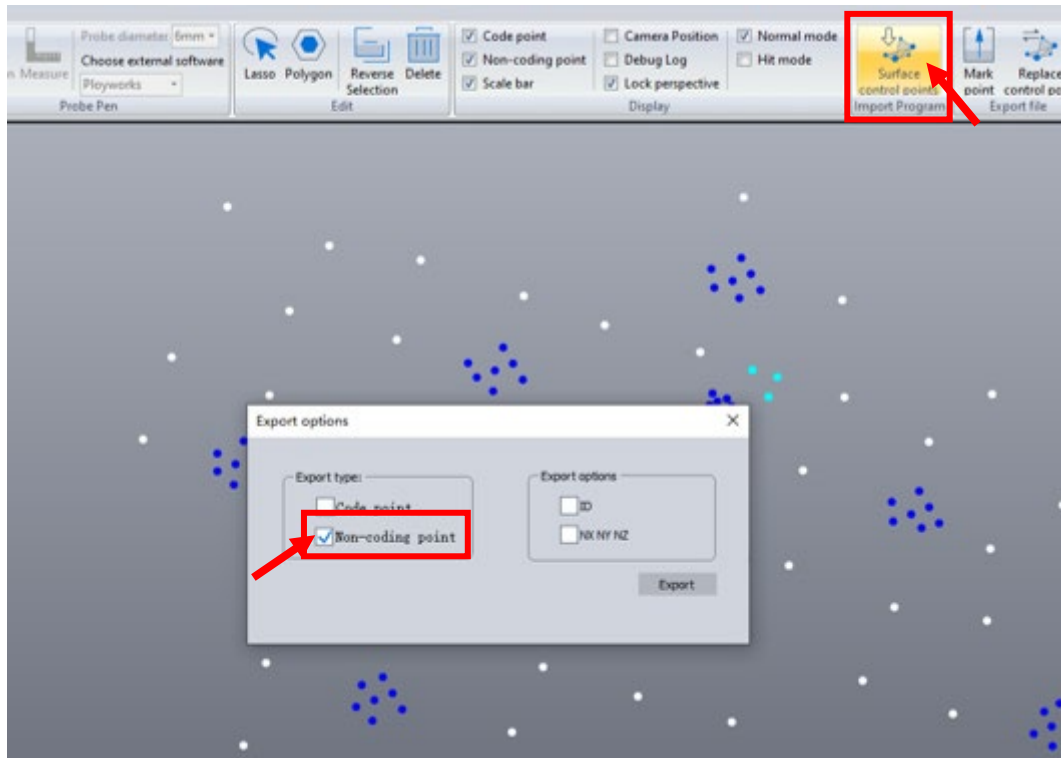 Probe diameter 6mm
n Measure
Choose external software
Ployworks
Probe Pen
Lasso
Polygon
Reverse
Selection
Delete
Edit
Code point
Non-coding point
Scale bar
Camera Position
Debug Log
Lock perspective
Normal mode
Hit mode
Display
Surface
control points
Import Program
Mark
point
Replace
control po
Export file
Export options
Export type:
Code point
Non-coding point
Export options
ID
NX NY NZ
Export